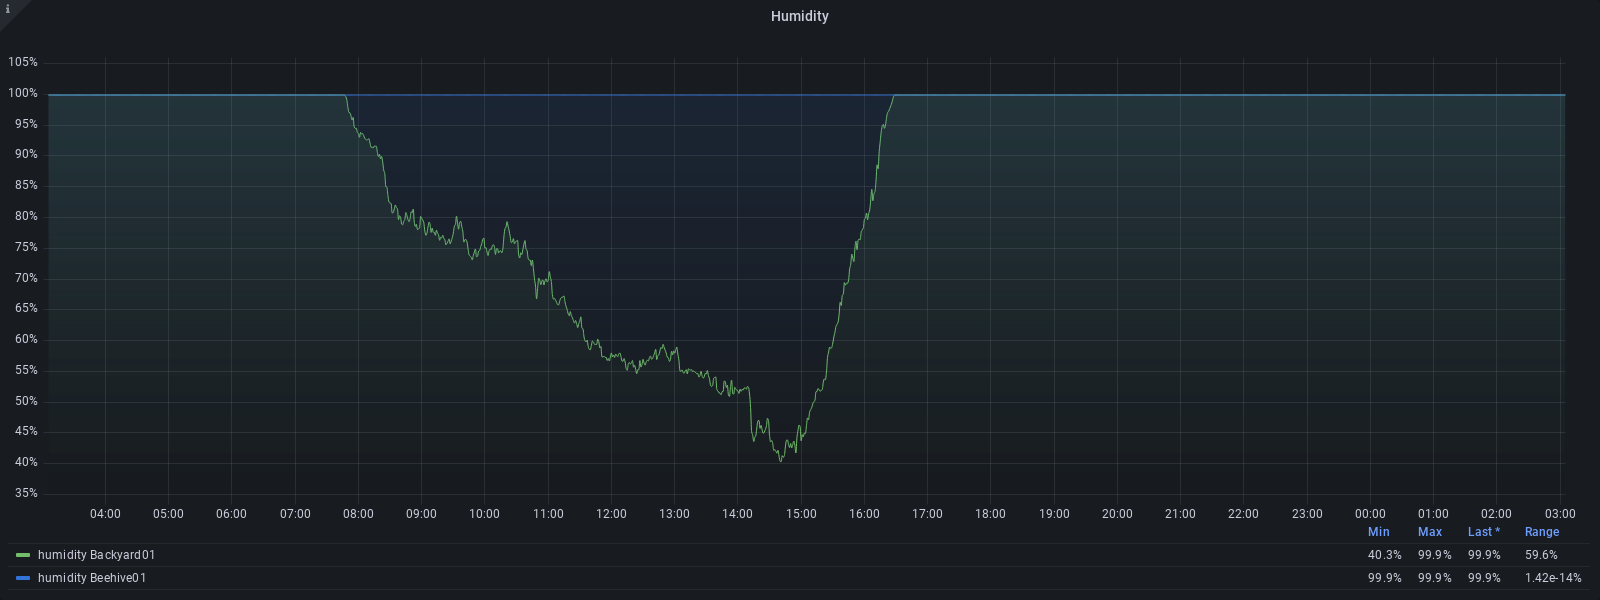 i
Humidity
105%
100%
95%
90%
85%
80%
75%
70%
65%
60%
55%
50%
45%
40%
35%
04:00 05:00 06:00 07:00 08:00 09:00 10:00 11:00 12:00 13:00 14:00 15:00 16:00 17:00 18:00 19:00 20:00 21:00 22:00 23:00 00:00 01:00 02:00 03:00
Min Max Last * Range
humidity Backyard01 40.3% 99.9% 99.9% 59.6%
humidity Beehive01 99.9% 99.9% 99.9% 1.42e-14%